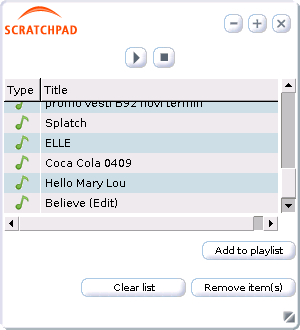 SCRATCHPAD
Type Title
promo vesti B92 novi termin
Splatch
ELLE
Coca Cola 0409
Hello Mary Lou
Believe (Edit)
Add to playlist
Clear list Remove item(s)